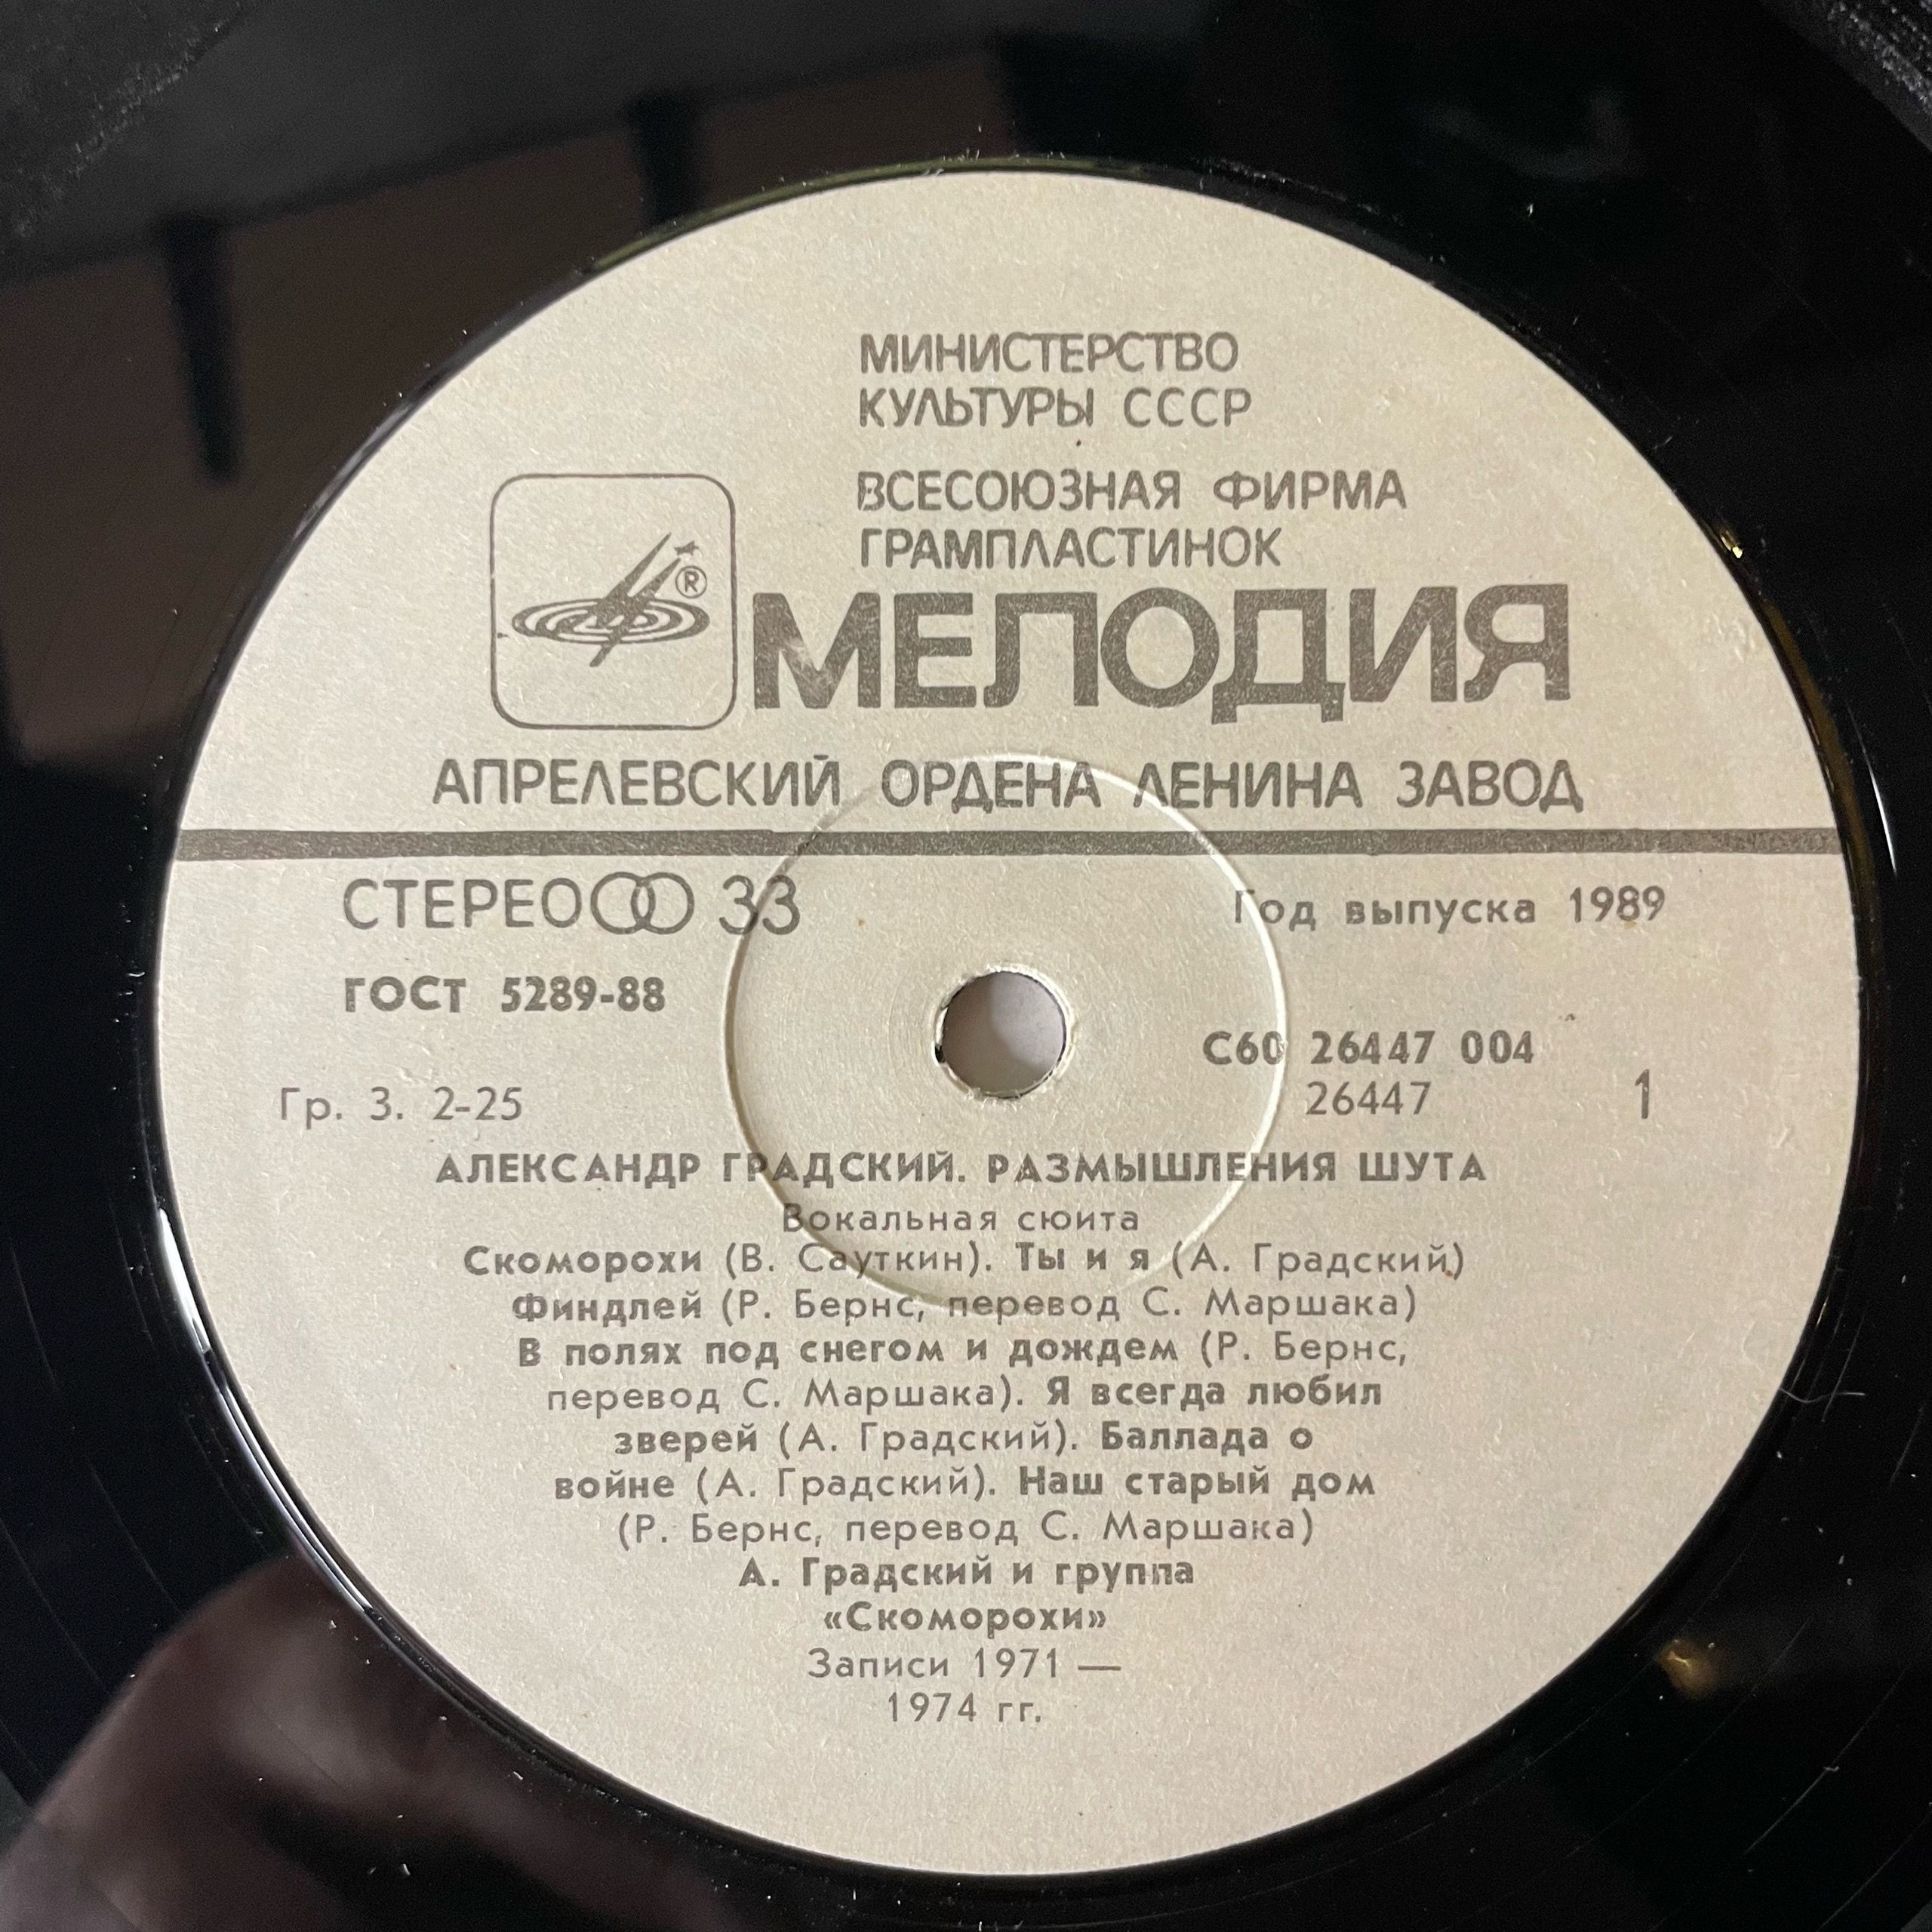 МИНИСТЕРСТВО
КУЛЬТУРЫ СССР
ВСЕСОЮЗНАЯ ФИРМА
ГРАМПЛАСТИНОК
®
МЕЛОДИЯ
АПРЕЛЕВСКИЙ ОРДЕНА ЛЕНИНА ЗАВОД
СТЕРЕО 33
Год выпуска 1989
ГОСТ 5289-88
С60 26447 004
Гр. 3. 2-25
26447
1
АЛЕКСАНДР ГРАДСКИЙ. РАЗМЫШЛЕНИЯ ШУТА
Вокальная сюита
Скоморохи (В. Сауткин). Ты и я (А. Градский)
Финдлей (Р. Бернс, перевод С. Маршака)
В полях под снегом и дождем (Р. Бернс,
перевод С. Маршака). Я всегда любил
зверей (А. Градский). Баллада о
войне (А. Градский). Наш старый дом
(Р. Бернс, перевод С. Маршака)
А. Градский и группа
«Скоморохи»
Записи 1971 —
1974 гг.